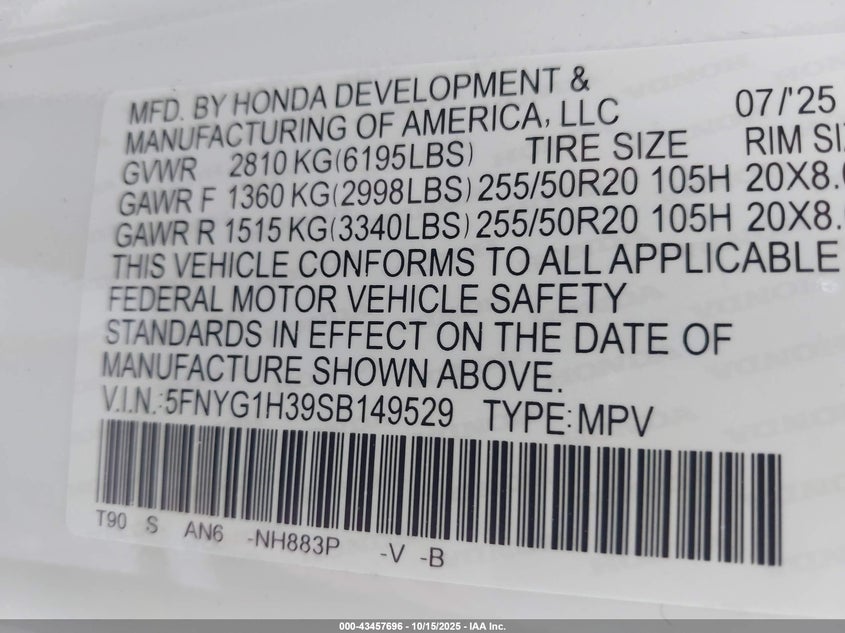 MFD. BY HONDA DEVELOPMENT &
MANUFACTURING OF AMERICA, LLC 07/'25
GVWR 2810 KG(6195LBS) TIRE SIZE RIM
GAWR F 1360 KG(2998LBS) 255/50R20 105H 20X8.
GAWR R 1515 KG(3340LBS) 255/50R20 105H 20X8.
THIS VEHICLE CONFORMS TO ALL APPLICABLE
FEDERAL MOTOR VEHICLE SAFETY
STANDARDS IN EFFECT ON THE DATE OF
MANUFACTURE SHOWN ABOVE.
V.I.N.:5FNYG1H39SB149529 TYPE:MPV
T90 S AN6 -NH883P -V -B
000-43457696 - 10/15/2025 - IAA Inc.